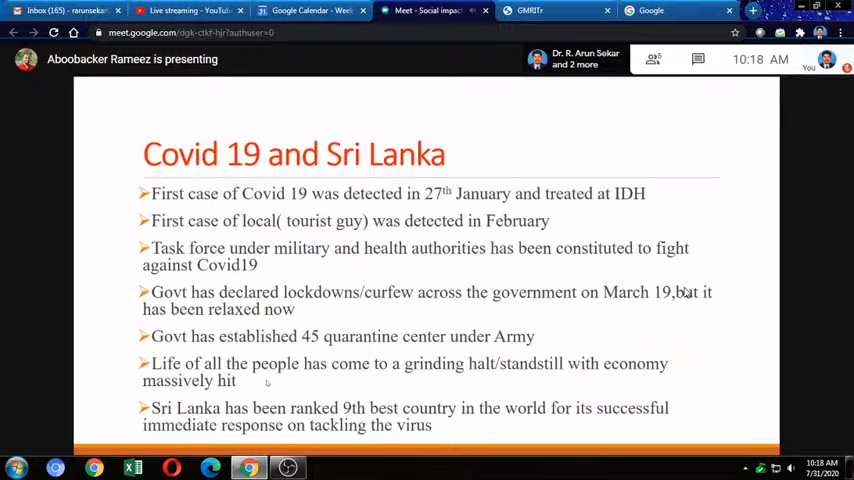 Inbox (165) - rarunsekar
Live streaming - YouTub
Google Calendar - Week
Meet - Social impact
GMRITr
Google
meet.google.com/dgk-ctkf-hjr?authuser=0
Aboobacker Rameez is presenting
Dr. R. Arun Sekar
and 2 more
5
10:18 AM
You
Covid 19 and Sri Lanka
First case of Covid 19 was detected in 27th January and treated at IDH
First case of local( tourist guy) was detected in February
Task force under military and health authorities has been constituted to fight
against Covid19
Govt has declared lockdowns/curfew across the government on March 19,but it
has been relaxed now
Govt has established 45 quarantine center under Army
Life of all the people has come to a grinding halt/standstill with economy
massively hit
Sri Lanka has been ranked 9th best country in the world for its successful
immediate response on tackling the virus
10:18 AM
7/31/2020